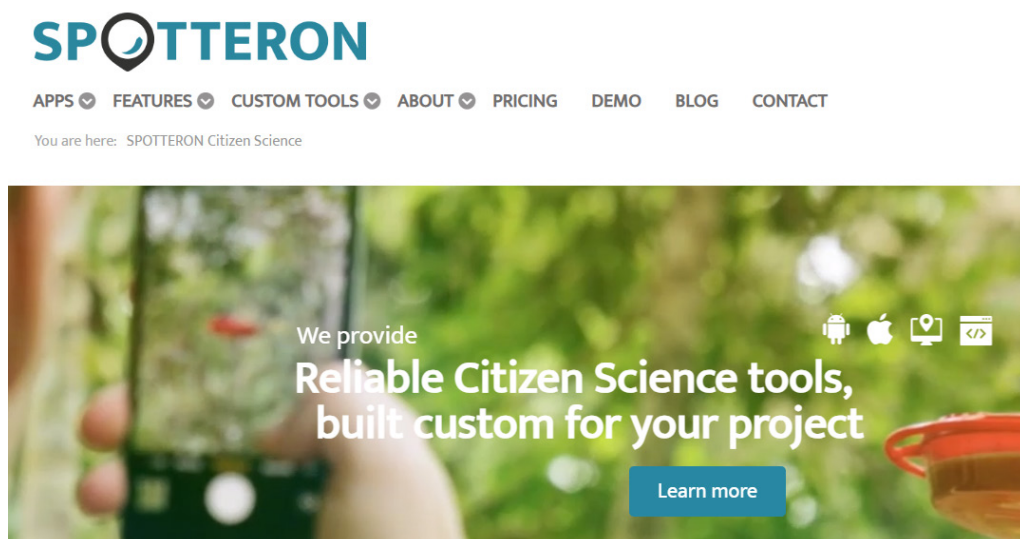 SPOTTERON
APPS FEATURES CUSTOM TOOLS ABOUT PRICING DEMO BLOG CONTACT
You are here: SPOTTERON Citizen Science
We provide
</>
Reliable Citizen Science tools,
built custom for your project
Learn more